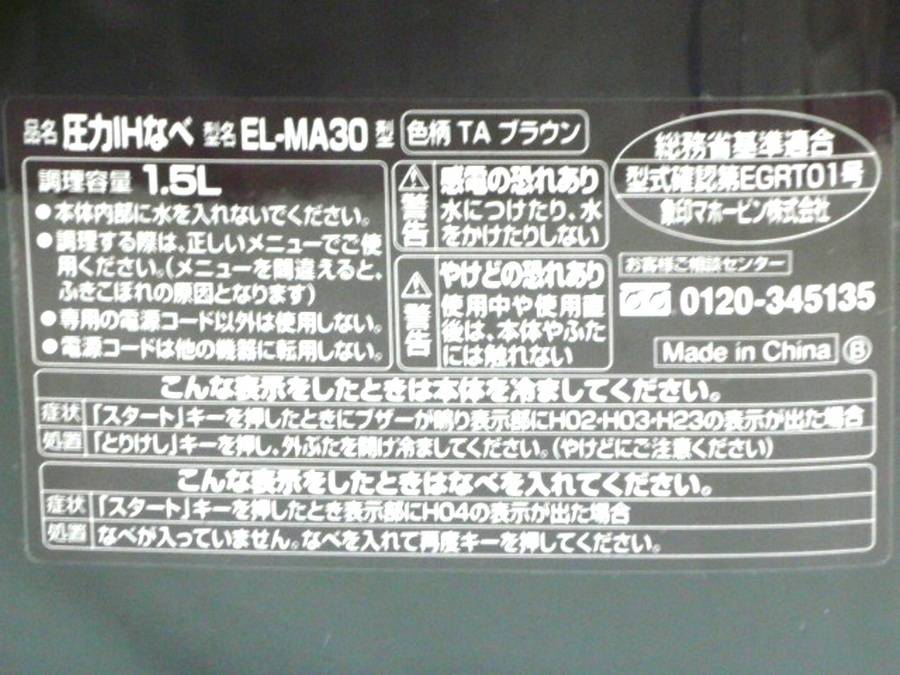 品名 圧力IHなべ 型名 EL-MA30 型 色柄 TA ブラウン
調理容量 1.5L
●本体内部に水を入れないでください。
●調理する際は、正しいメニューでご使
用ください。(メニューを間違えると、
ふきこぼれの原因となります)
●専用の電源コード以外は使用しない。
●電源コードは他の機器に転用しない。
警告
感電の恐れあり
水につけたり、水
をかけたりしない
警告
やけどの恐れあり
使用中や使用直
後は、本体やふた
には触れない
総務省基準適合
型式確認第EGRT01号
象印マホービン株式会社
お客様ご相談センター
0120-345135
Made in China B
こんな表示をしたときは本体を冷ましてください。
症状 「スタート」キーを押したときにブザーが鳴り表示部にH02・H03・H23の表示が出た場合
処置 「とりけし」キーを押し、外ぶたを開け冷ましてください。(やけどにご注意ください)
こんな表示をしたときはなべを入れてください。
症状 「スタート」キーを押したとき表示部にH04の表示が出た場合
処置 なべが入っていません。なべを入れて再度キーを押してください。